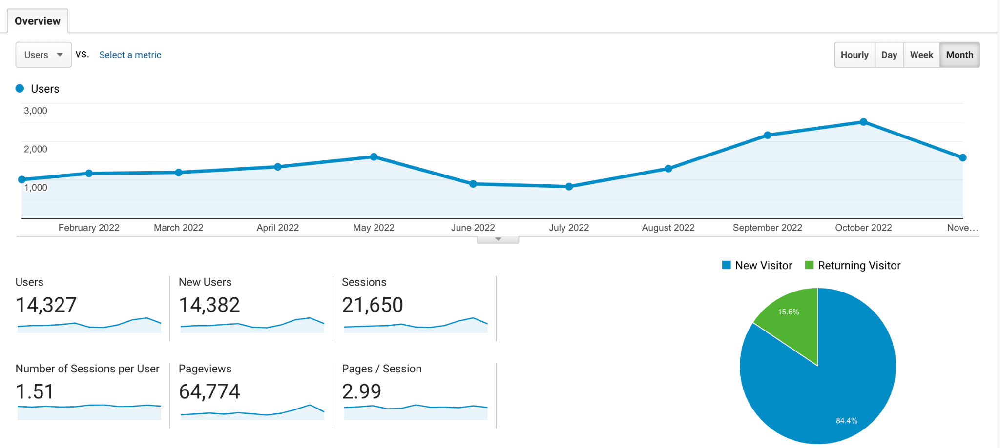 Overview
Users vs. Select a metric
Hourly Day Week Month
Users
3,000
2,000
1,000
February 2022 March 2022 April 2022 May 2022 June 2022 July 2022 August 2022 September 2022 October 2022 Nove...
New Visitor Returning Visitor
Users New Users Sessions
14,327 14,382 21,650
15.6%
Number of Sessions per User Pageviews Pages / Session
1.51 64,774 2.99
84.4%